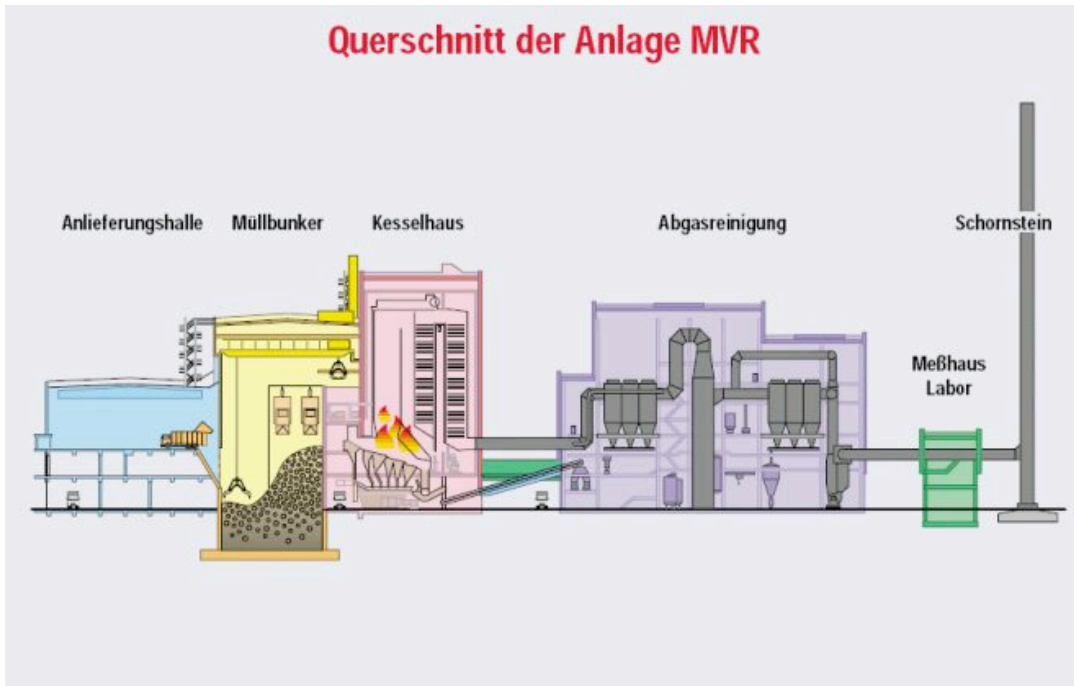 Querschnitt der Anlage MVR
Anlieferungshalle
Müllbunker
Kesselhaus
Abgasreinigung
Schornstein
Meßhaus
Labor